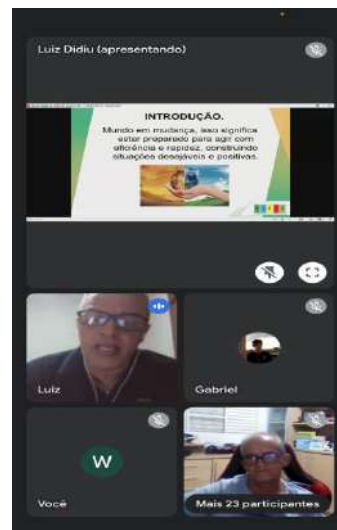 Luiz Didiu (apresentando)
INTRODUÇÃO.
Mundo em mudança, isso significa
estar preparado para agir com
eficiência e rapidez, construindo
situações desejáveis e positivas.
Luiz
Gabriel
W
Você
Mais 23 participantes